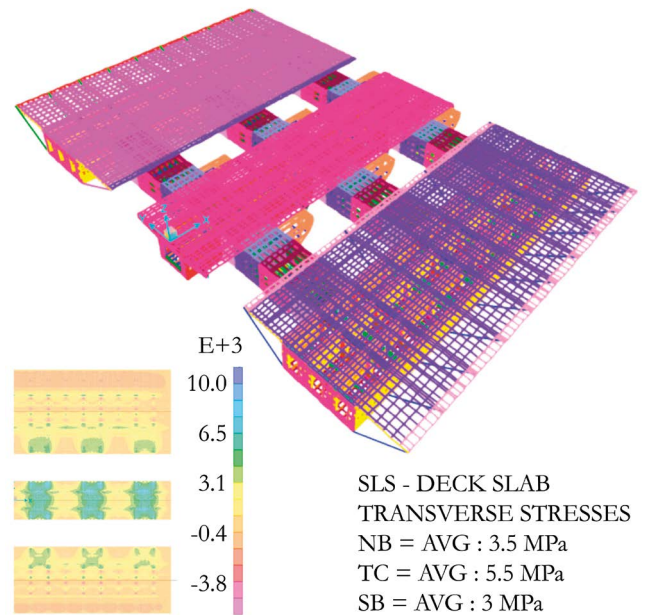 E+3
10.0
6.5
3.1
-0.4
-3.8
SLS - DECK SLAB
TRANSVERSE STRESSES
NB = AVG : 3.5 MPa
TC = AVG : 5.5 MPa
SB = AVG : 3 MPa